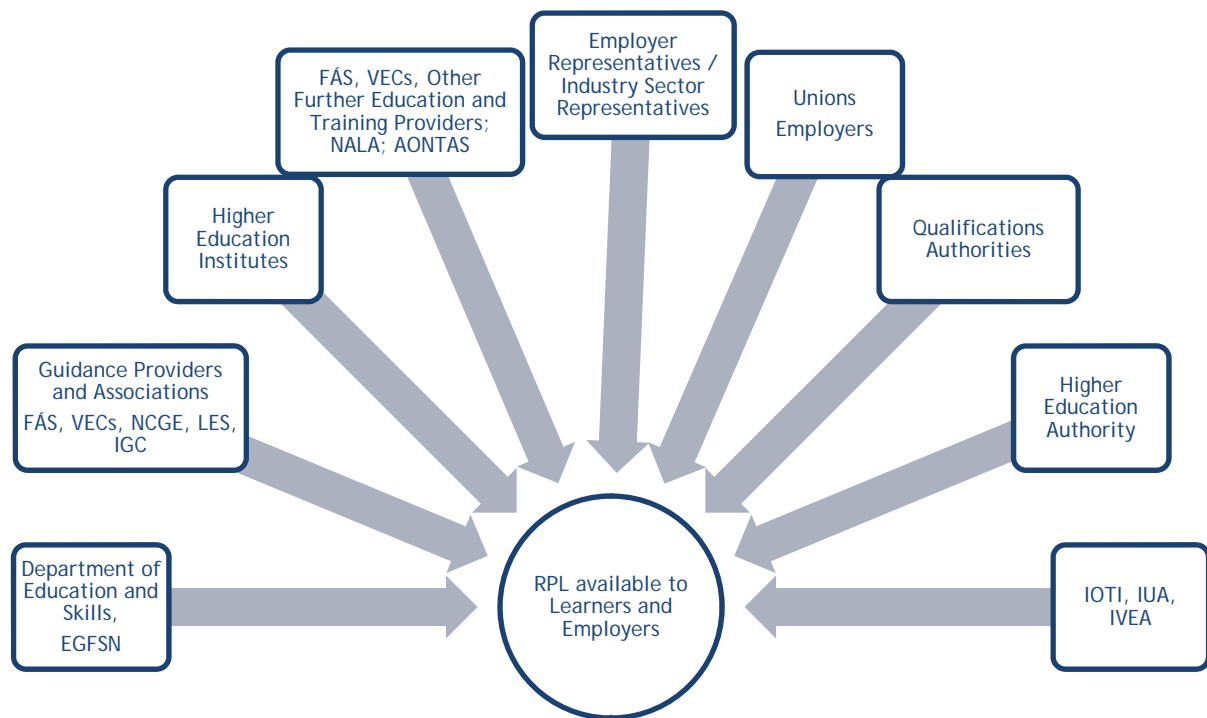 Employer
Representatives /
Industry Sector
Representatives
FÁS, VECs, Other
Further Education and
Training Providers;
NALA; AONTAS
Unions
Employers
Higher
Education
Institutes
Qualifications
Authorities
Guidance Providers
and Associations
FÁS, VECs, NCGE, LES,
IGC
Higher
Education
Authority
Department of
Education and
Skills,
EGFSN
RPL available to
Learners and
Employers
IOTI, IUA,
IVEA